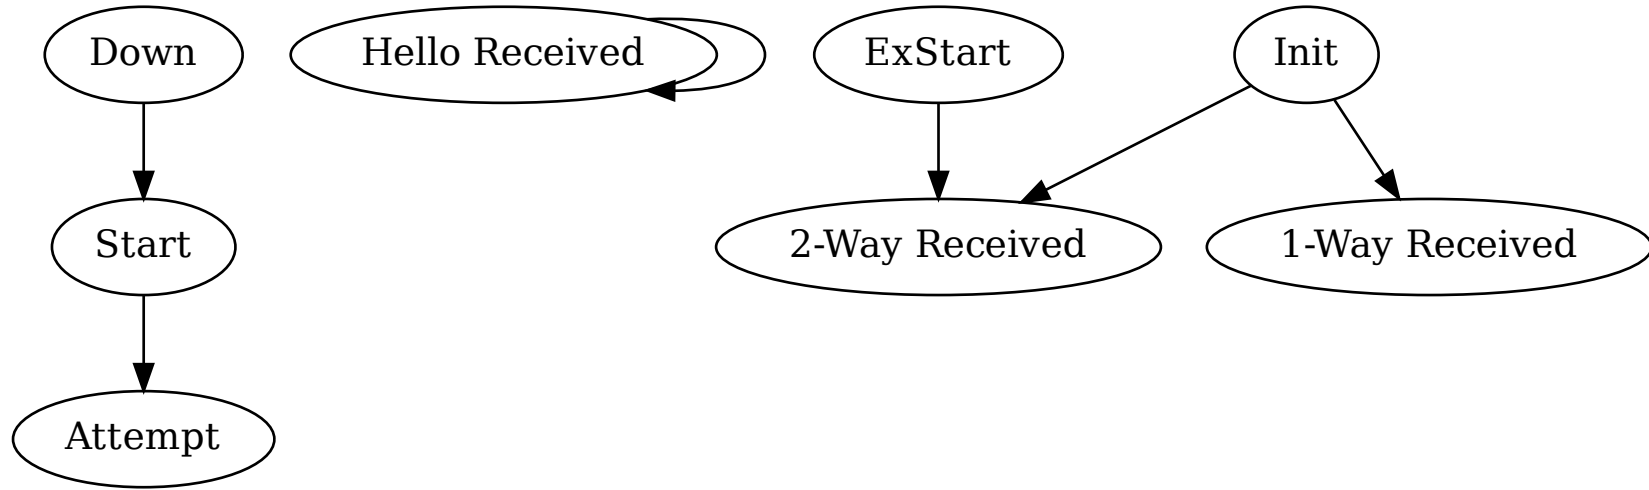 Down
Hello Received
ExStart
Init
Start
2-Way Received
1-Way Received
Attempt